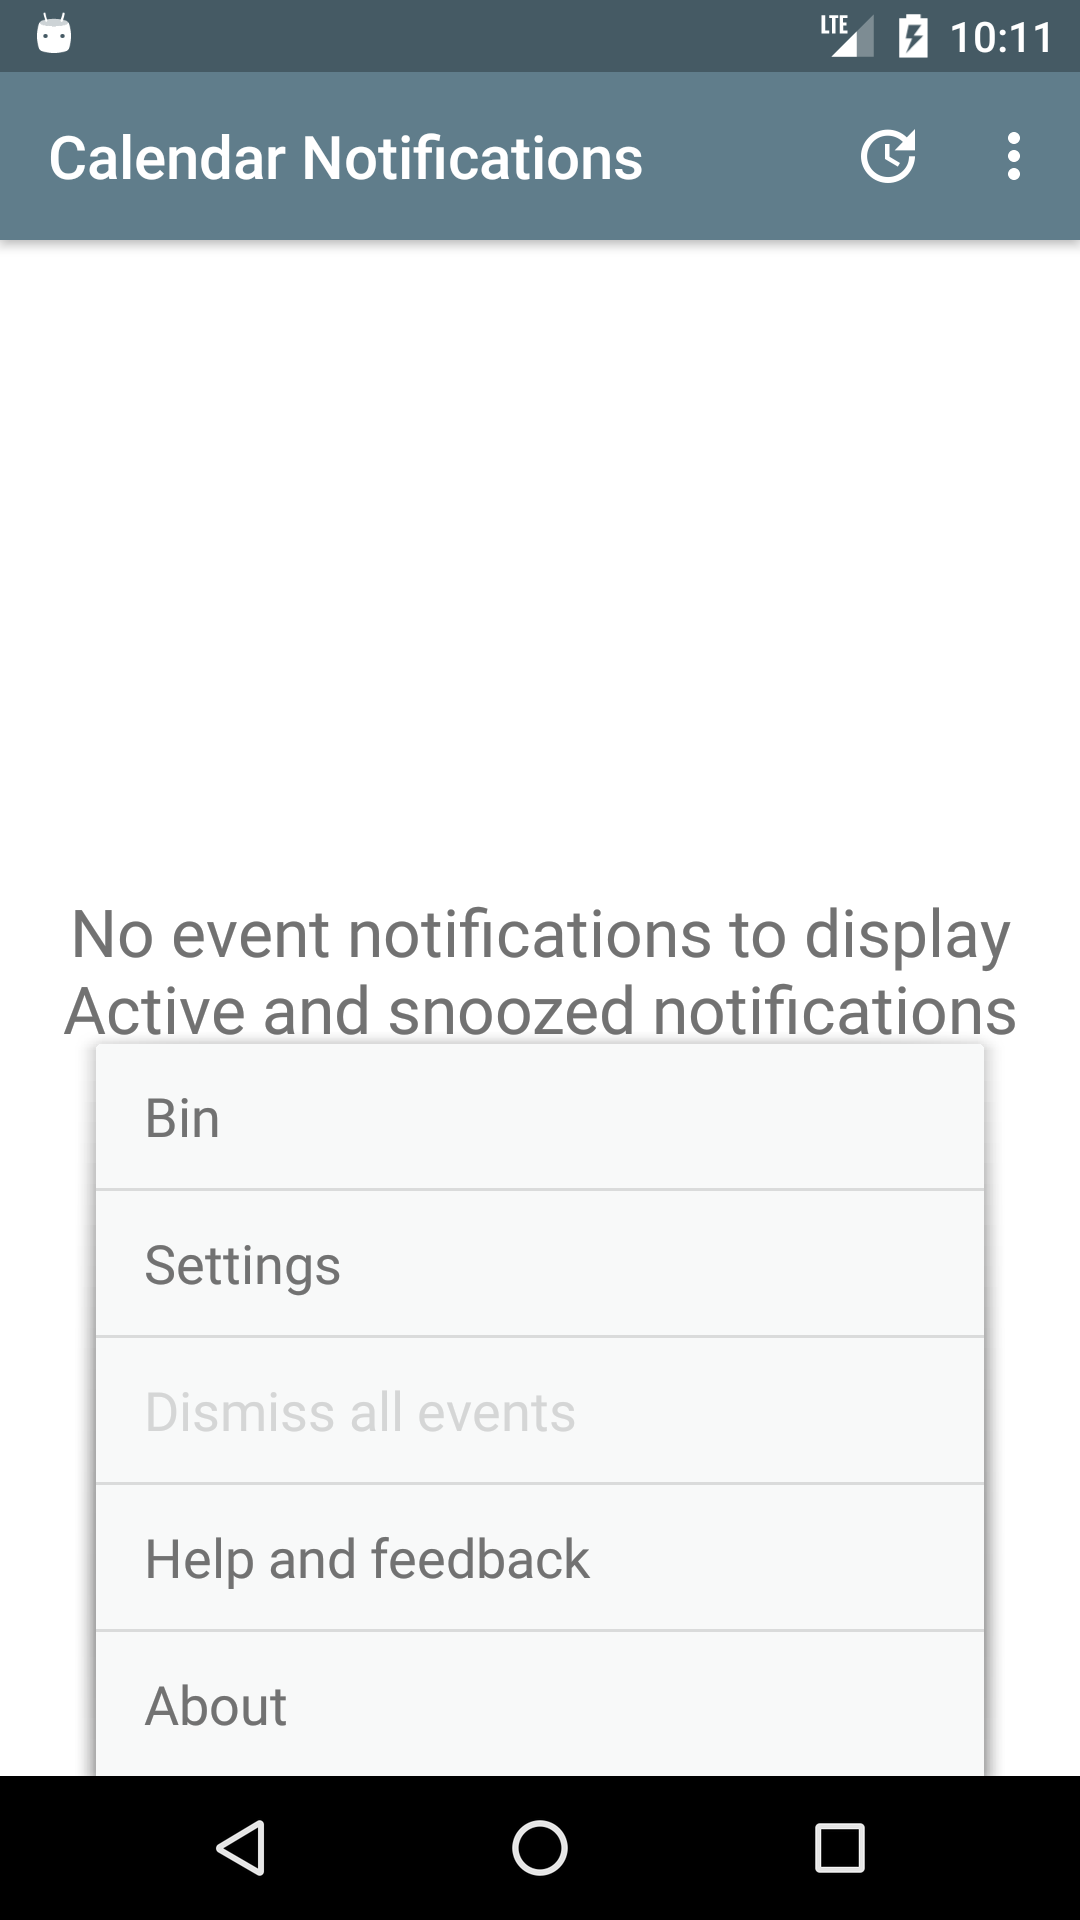 LTE 10:11
Calendar Notifications
No event notifications to display
Active and snoozed notifications
Bin
Settings
Dismiss all events
Help and feedback
About